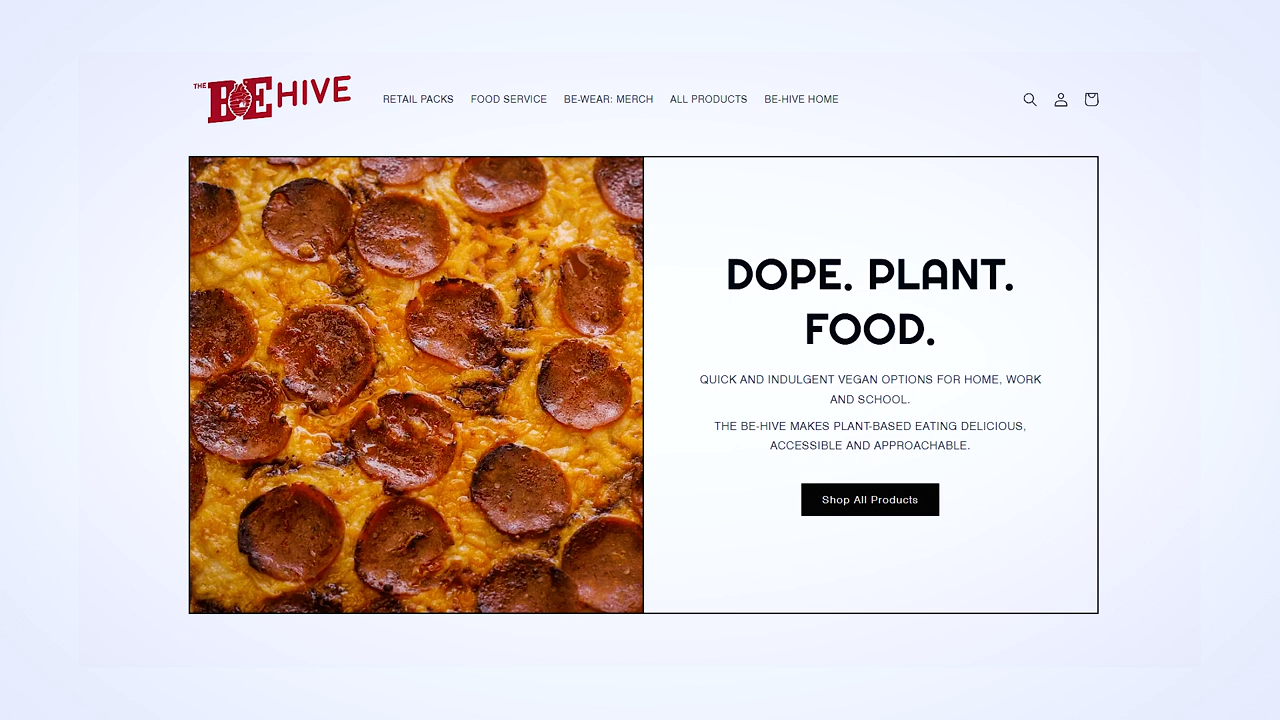 THE BE HIVE
RETAIL PACKS FOOD SERVICE BE-WEAR: MERCH ALL PRODUCTS BE-HIVE HOME
DOPE. PLANT.
FOOD.
QUICK AND INDULGENT VEGAN OPTIONS FOR HOME, WORK
AND SCHOOL.
THE BE-HIVE MAKES PLANT-BASED EATING DELICIOUS,
ACCESSIBLE AND APPROACHABLE.
Shop All Products